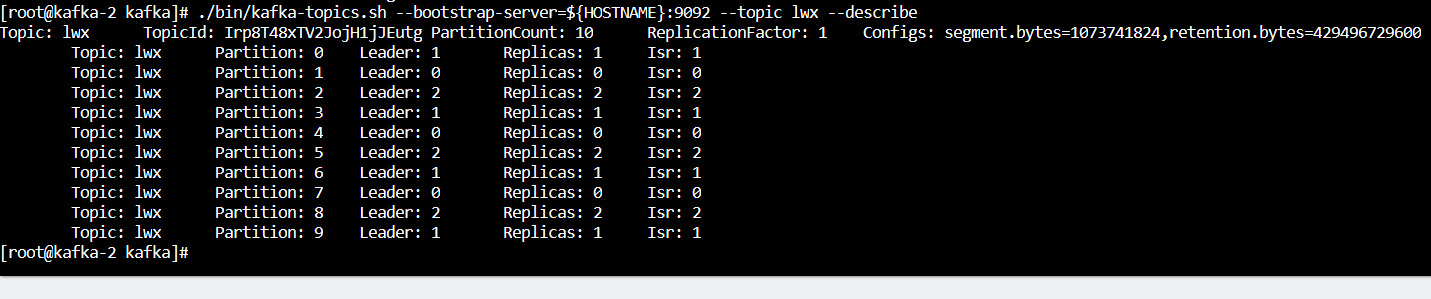 [root@kafka-2 kafka]# ./bin/kafka-topics.sh --bootstrap-server=${HOSTNAME}:9092 --topic lwx --describe
Topic: lwx TopicId: Irp8T48xTV2JojH1jJEutg PartitionCount: 10 ReplicationFactor: 1 Configs: segment.bytes=1073741824,retention.bytes=429496729600
Topic: lwx Partition: 0 Leader: 1 Replicas: 1 Isr: 1
Topic: lwx Partition: 1 Leader: 0 Replicas: 0 Isr: 0
Topic: lwx Partition: 2 Leader: 2 Replicas: 2 Isr: 2
Topic: lwx Partition: 3 Leader: 1 Replicas: 1 Isr: 1
Topic: lwx Partition: 4 Leader: 0 Replicas: 0 Isr: 0
Topic: lwx Partition: 5 Leader: 2 Replicas: 2 Isr: 2
Topic: lwx Partition: 6 Leader: 1 Replicas: 1 Isr: 1
Topic: lwx Partition: 7 Leader: 0 Replicas: 0 Isr: 0
Topic: lwx Partition: 8 Leader: 2 Replicas: 2 Isr: 2
Topic: lwx Partition: 9 Leader: 1 Replicas: 1 Isr: 1
[root@kafka-2 kafka]#